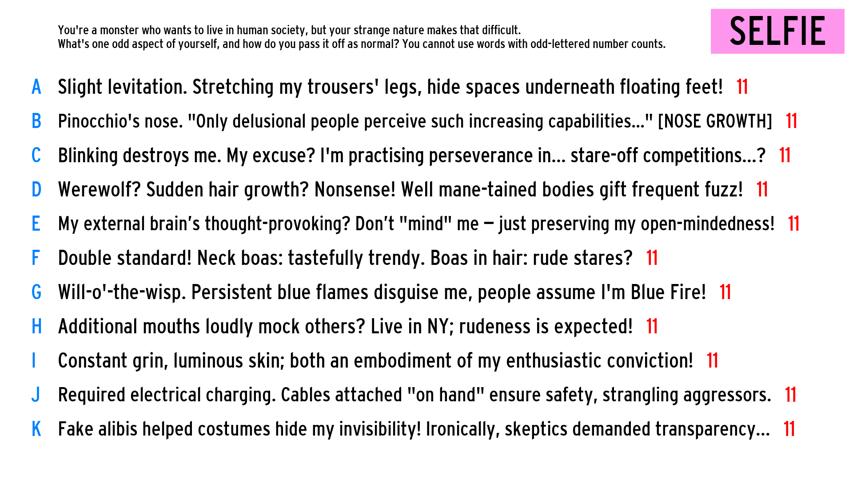 You're a monster who wants to live in human society, but your strange nature makes that difficult.
What's one odd aspect of yourself, and how do you pass it off as normal? You cannot use words with odd-lettered number counts.
SELFIE
A Slight levitation. Stretching my trousers' legs, hide spaces underneath floating feet! 11
B Pinocchio's nose. "Only delusional people perceive such increasing capabilities..." [NOSE GROWTH] 11
C Blinking destroys me. My excuse? I'm practising perseverance in... stare-off competitions...? 11
D Werewolf? Sudden hair growth? Nonsense! Well mane-tained bodies gift frequent fuzz! 11
E My external brain’s thought-provoking? Don’t "mind" me – just preserving my open-mindedness! 11
F Double standard! Neck boas: tastefully trendy. Boas in hair: rude stares? 11
G Will-o'-the-wisp. Persistent blue flames disguise me, people assume I'm Blue Fire! 11
H Additional mouths loudly mock others? Live in NY; rudeness is expected! 11
I Constant grin, luminous skin; both an embodiment of my enthusiastic conviction! 11
J Required electrical charging. Cables attached "on hand" ensure safety, strangling aggressors. 11
K Fake alibis helped costumes hide my invisibility! Ironically, skeptics demanded transparency... 11